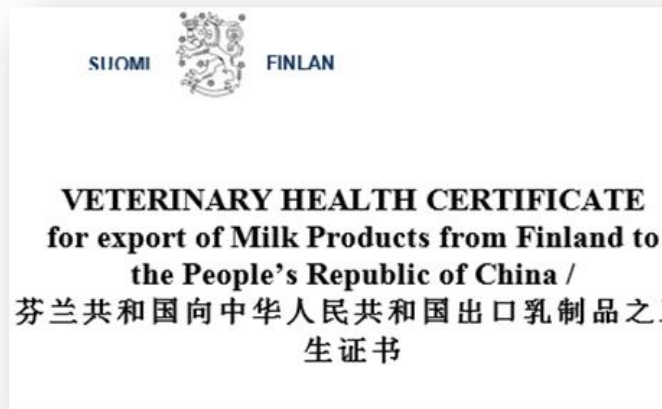 SUOMI FINLAN
VETERINARY HEALTH CERTIFICATE
for export of Milk Products from Finland to
the People’s Republic of China /
芬兰共和国向中华人民共和国出口乳制品之
生证书